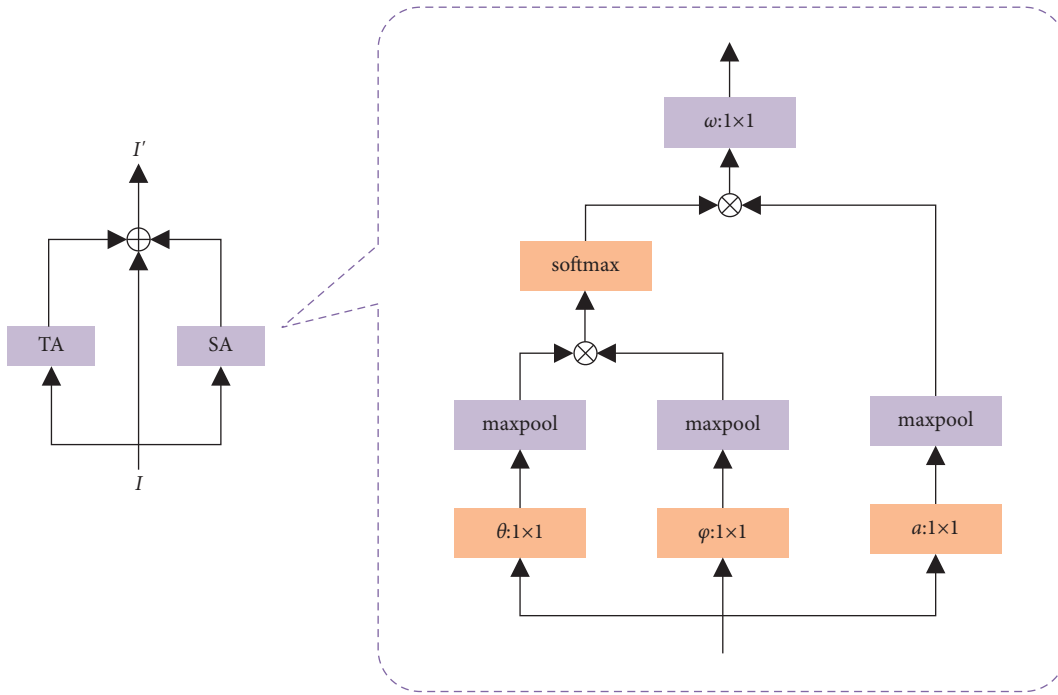 I′
TA
SA
I
ω:1×1
softmax
maxpool
maxpool
maxpool
θ:1×1
φ:1×1
a:1×1